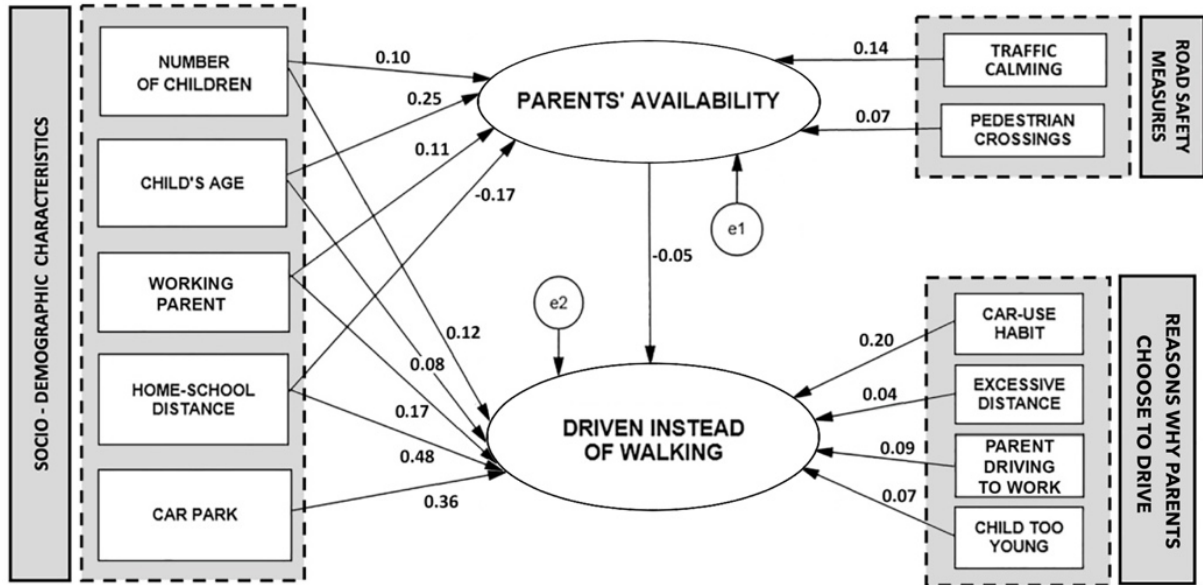 SOCIO - DEMOGRAPHIC CHARACTERISTICS
NUMBER
OF CHILDREN
CHILD'S AGE
WORKING
PARENT
HOME-SCHOOL
DISTANCE
CAR PARK
0.10
0.25
0.11
-0.17
0.12
0.08
0.17
0.48
0.36
PARENTS' AVAILABILITY
e1
-0.05
e2
DRIVEN INSTEAD
OF WALKING
0.14
0.07
TRAFFIC
CALMING
PEDESTRIAN
CROSSINGS
ROAD SAFETY
MEASURES
0.20
0.04
0.09
0.07
CAR-USE
HABIT
EXCESSIVE
DISTANCE
PARENT
DRIVING
TO WORK
CHILD TOO
YOUNG
REASONS WHY PARENTS
CHOOSE TO DRIVE